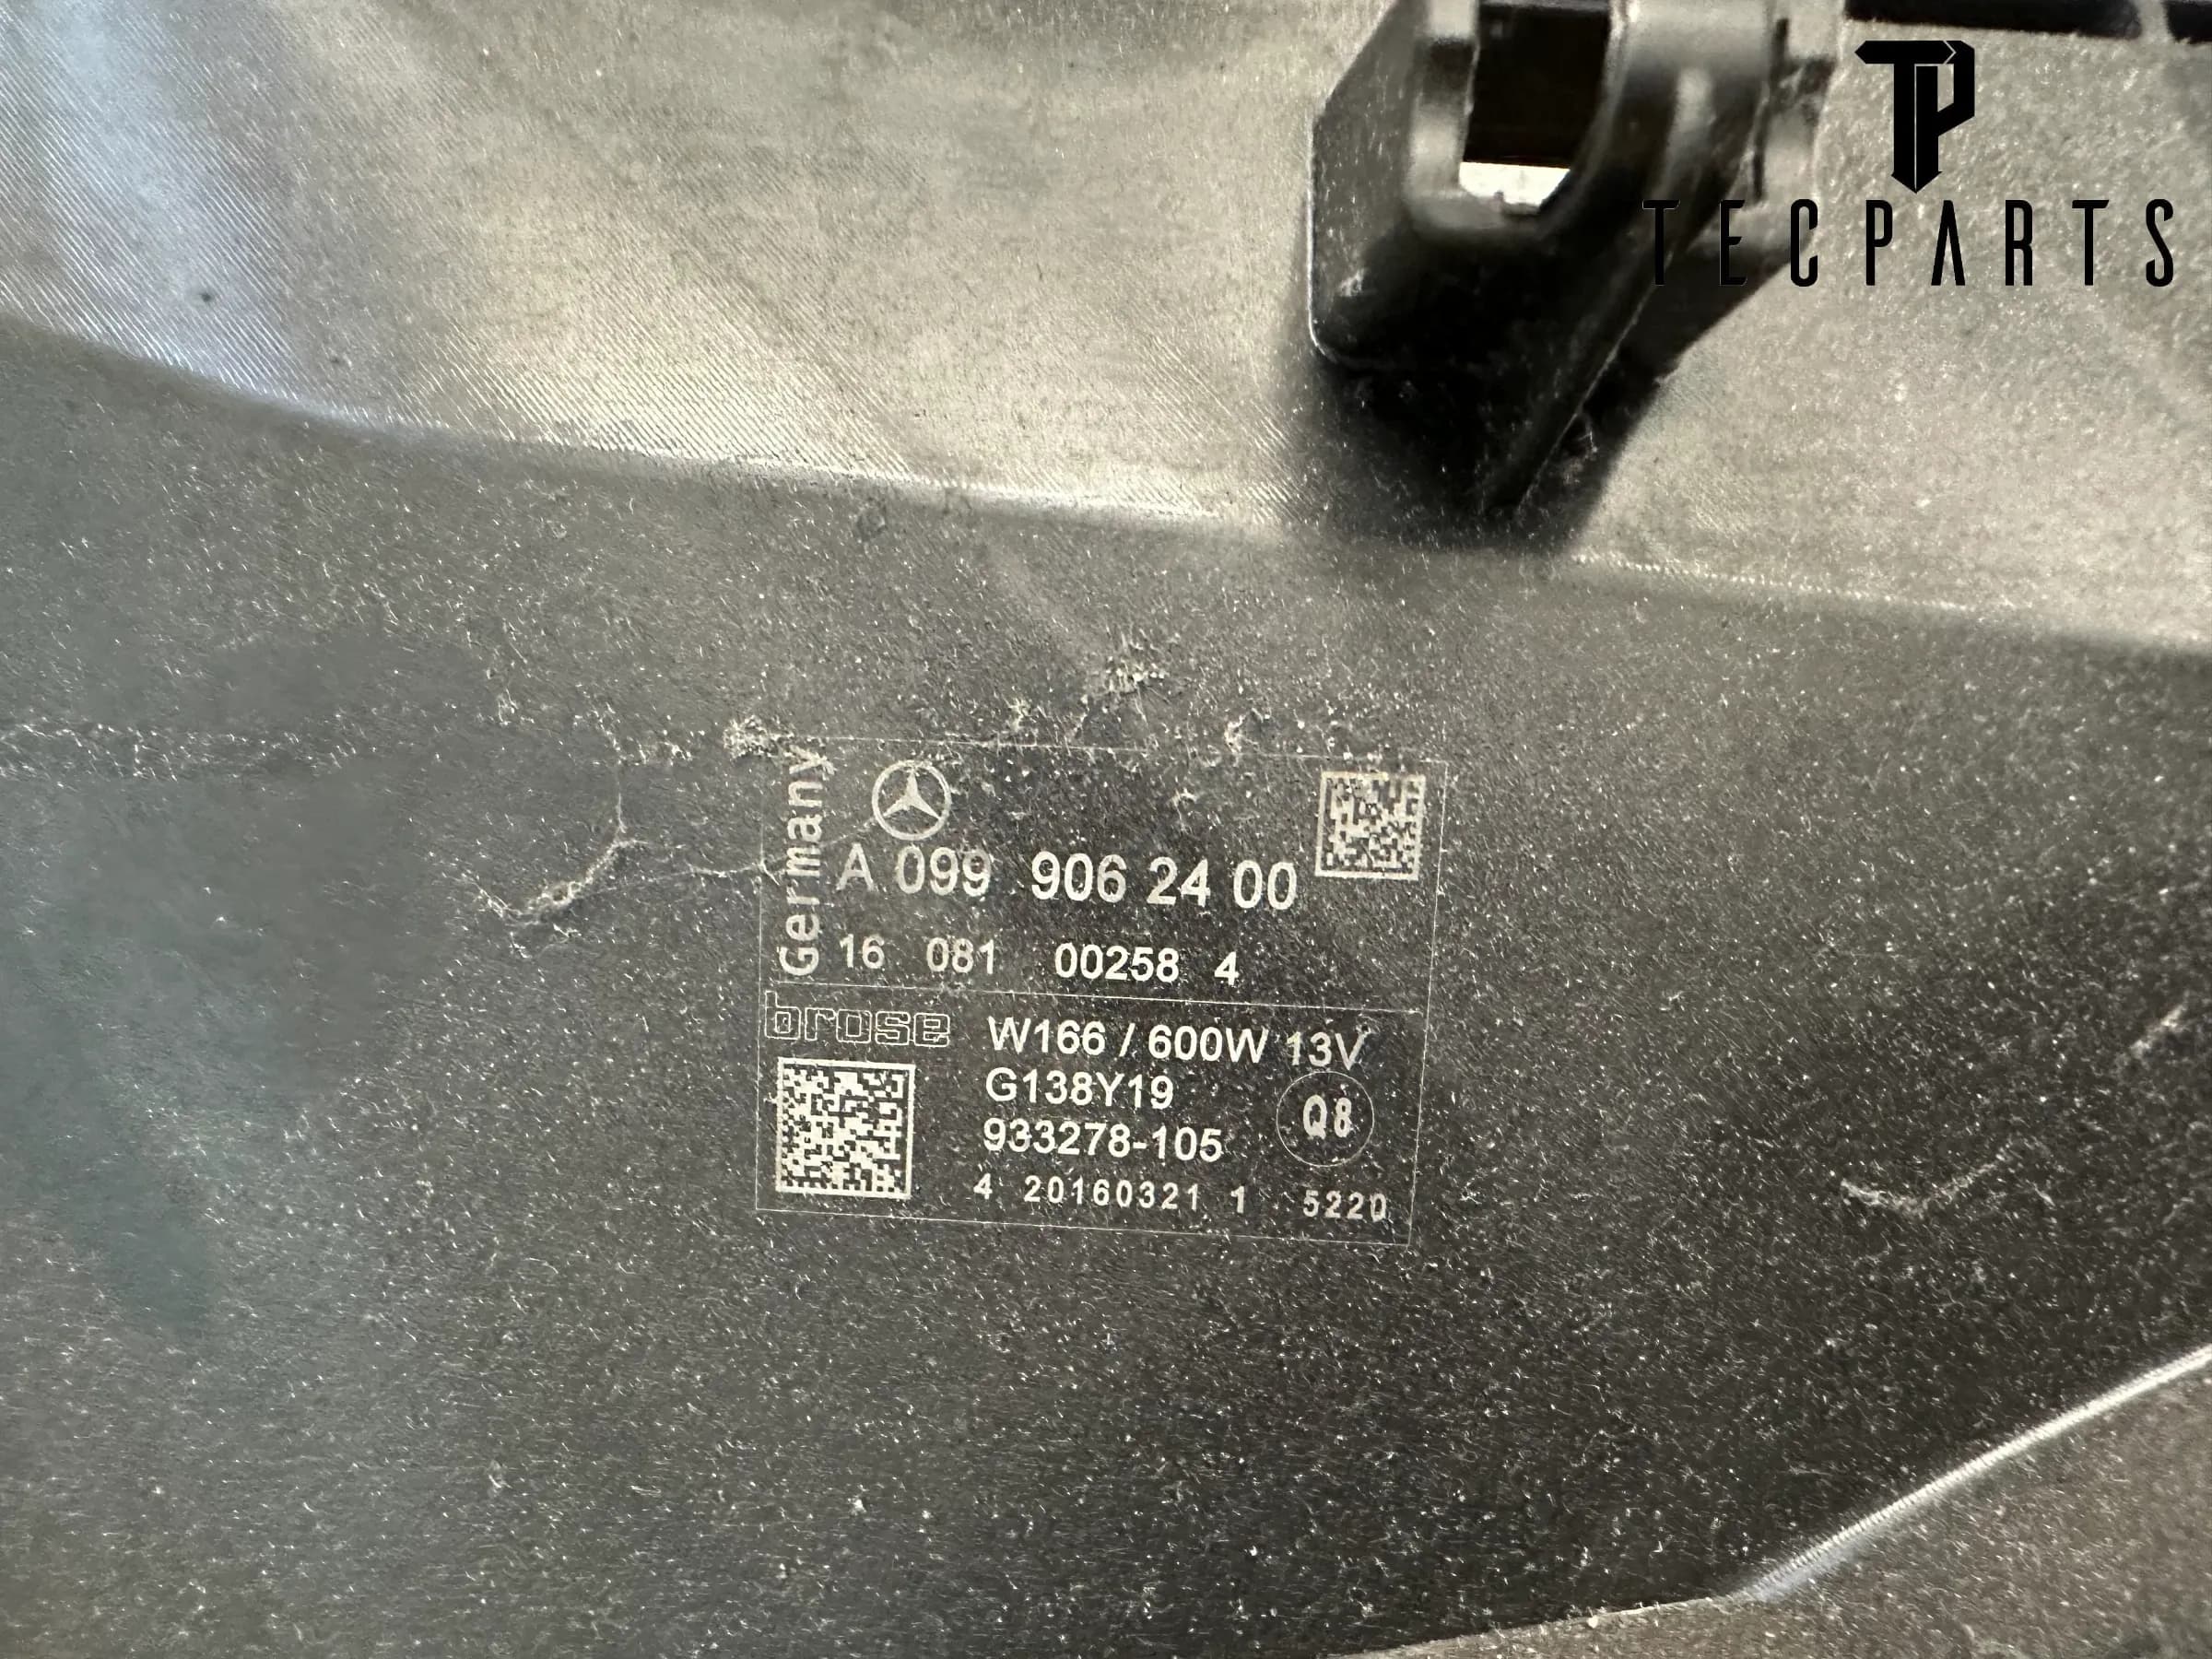 TECPARTS
Germany
A 099 906 24 00
16 081 00258 4
brose
W166 / 600W 13V
G138Y19
933278-105
Q8
4 20160321 1 5220